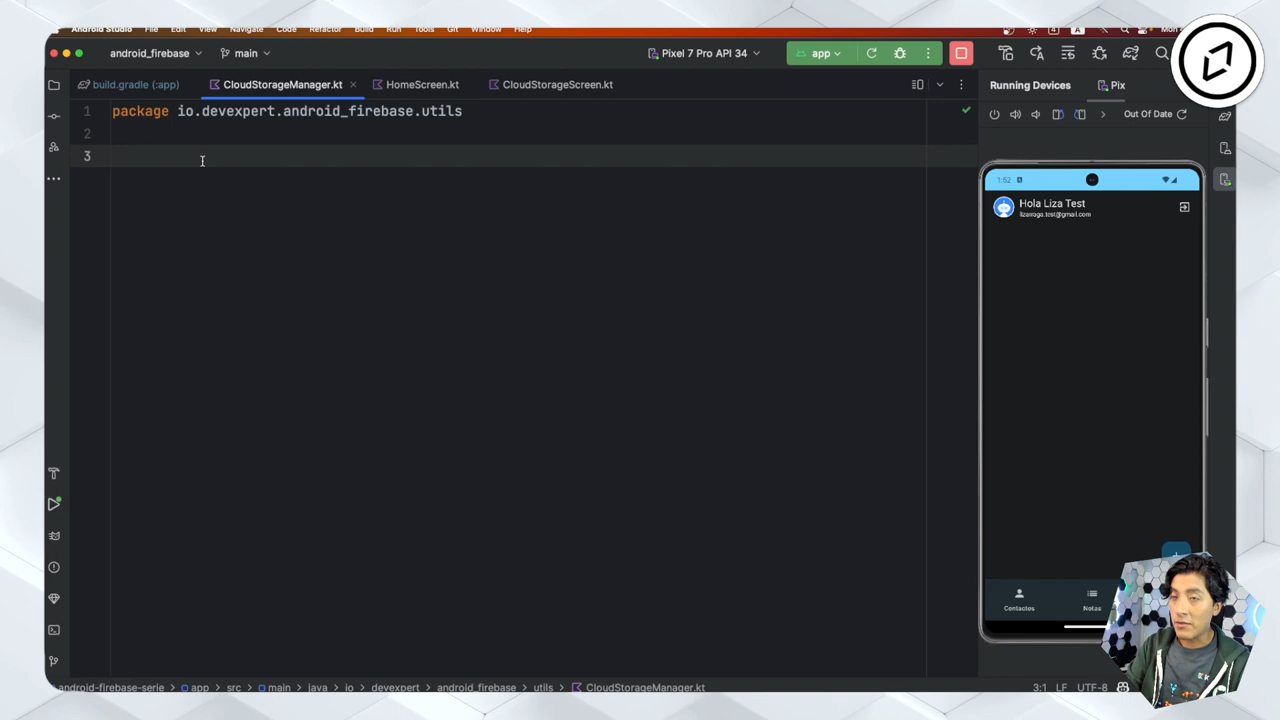 Android Studio File Edit View Navigate Code Refactor Build Run Tools Git Window Help
android_firebase main Pixel 7 Pro API 34 app
build.gradle (:app) CloudStorageManager.kt HomeScreen.kt CloudStorageScreen.kt Running Devices Pix
1 package io.devexpert.android_firebase.utils
2
3
Out Of Date
1:52
Hola Liza Test
lizarraga.test@gmail.com
Contactos Notas
android-firebase-serie app src main java io devexpert android_firebase utils CloudStorageManager.kt 3:1 LF UTF-8